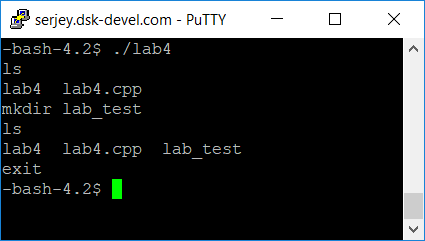 serjey.dsk-devel.com - PuTTY
-bash-4.2$ ./lab4
ls
lab4  lab4.cpp
mkdir lab_test
ls
lab4  lab4.cpp  lab_test
exit
-bash-4.2$